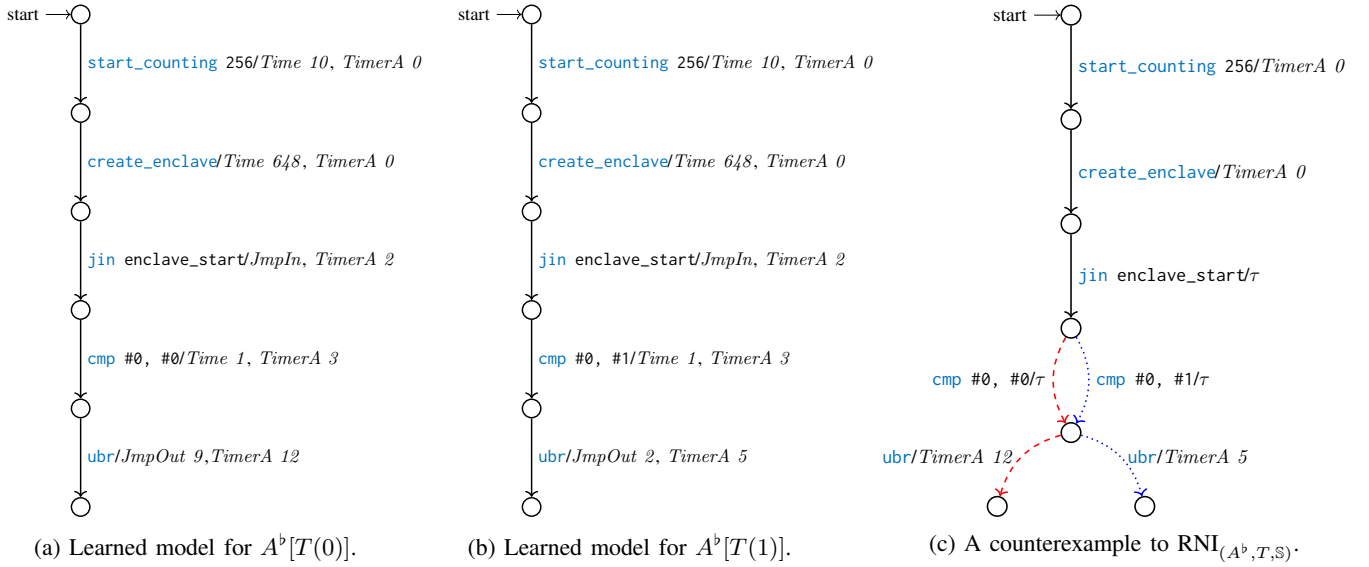 start
start_counting 256/Time 10, TimerA 0
create_enclave/Time 648, TimerA 0
jin enclave_start/JmpIn, TimerA 2
cmp #0, #0/Time 1, TimerA 3
ubr/JmpOut 9,TimerA 12
(a) Learned model for A♭[T(0)].
start
start_counting 256/Time 10, TimerA 0
create_enclave/Time 648, TimerA 0
jin enclave_start/JmpIn, TimerA 2
cmp #0, #1/Time 1, TimerA 3
ubr/JmpOut 2, TimerA 5
(b) Learned model for A♭[T(1)].
start
start_counting 256/TimerA 0
create_enclave/TimerA 0
jin enclave_start/τ
cmp #0, #0/τ
cmp #0, #1/τ
ubr/TimerA 12
ubr/TimerA 5
(c) A counterexample to RNI(A♭,T,𝕊).